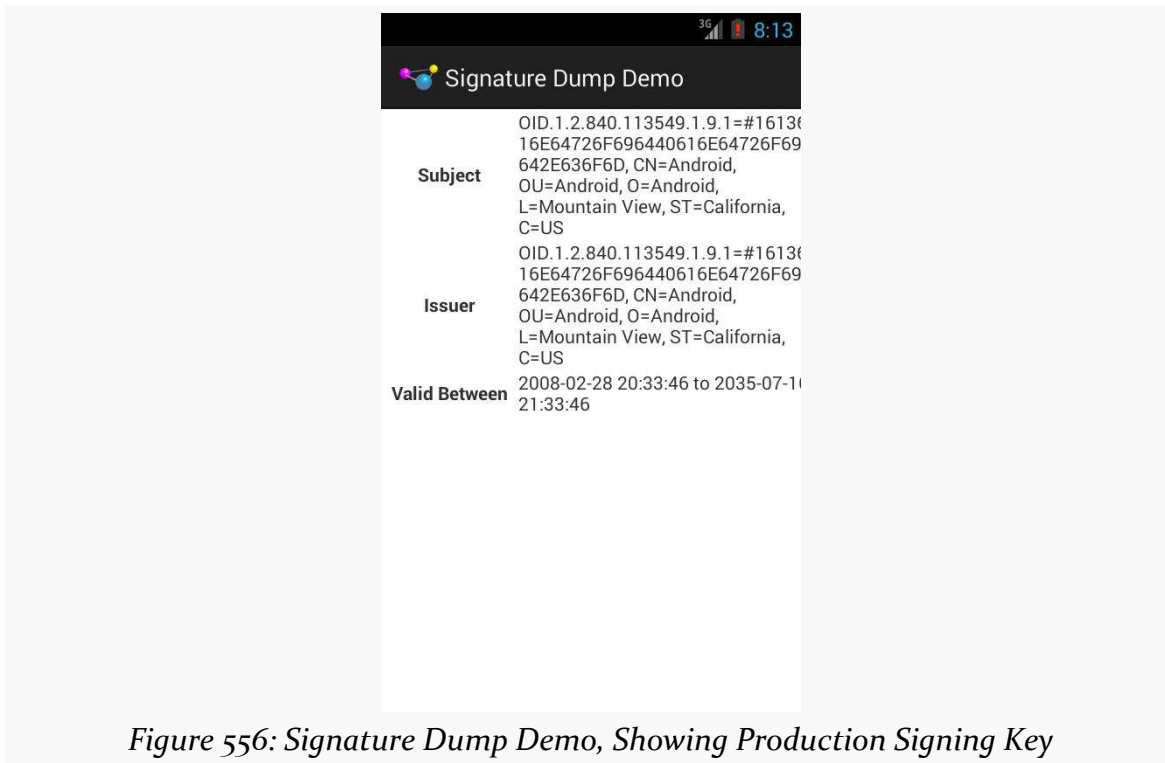 3G 8:13
Signature Dump Demo
Subject
OID.1.2.840.113549.1.9.1=#16136
16E64726F696440616E64726F69
642E636F6D, CN=Android,
OU=Android, O=Android,
L=Mountain View, ST=California,
C=US
Issuer
OID.1.2.840.113549.1.9.1=#16136
16E64726F696440616E64726F69
642E636F6D, CN=Android,
OU=Android, O=Android,
L=Mountain View, ST=California,
C=US
Valid Between
2008-02-28 20:33:46 to 2035-07-1
21:33:46
Figure 556: Signature Dump Demo, Showing Production Signing Key